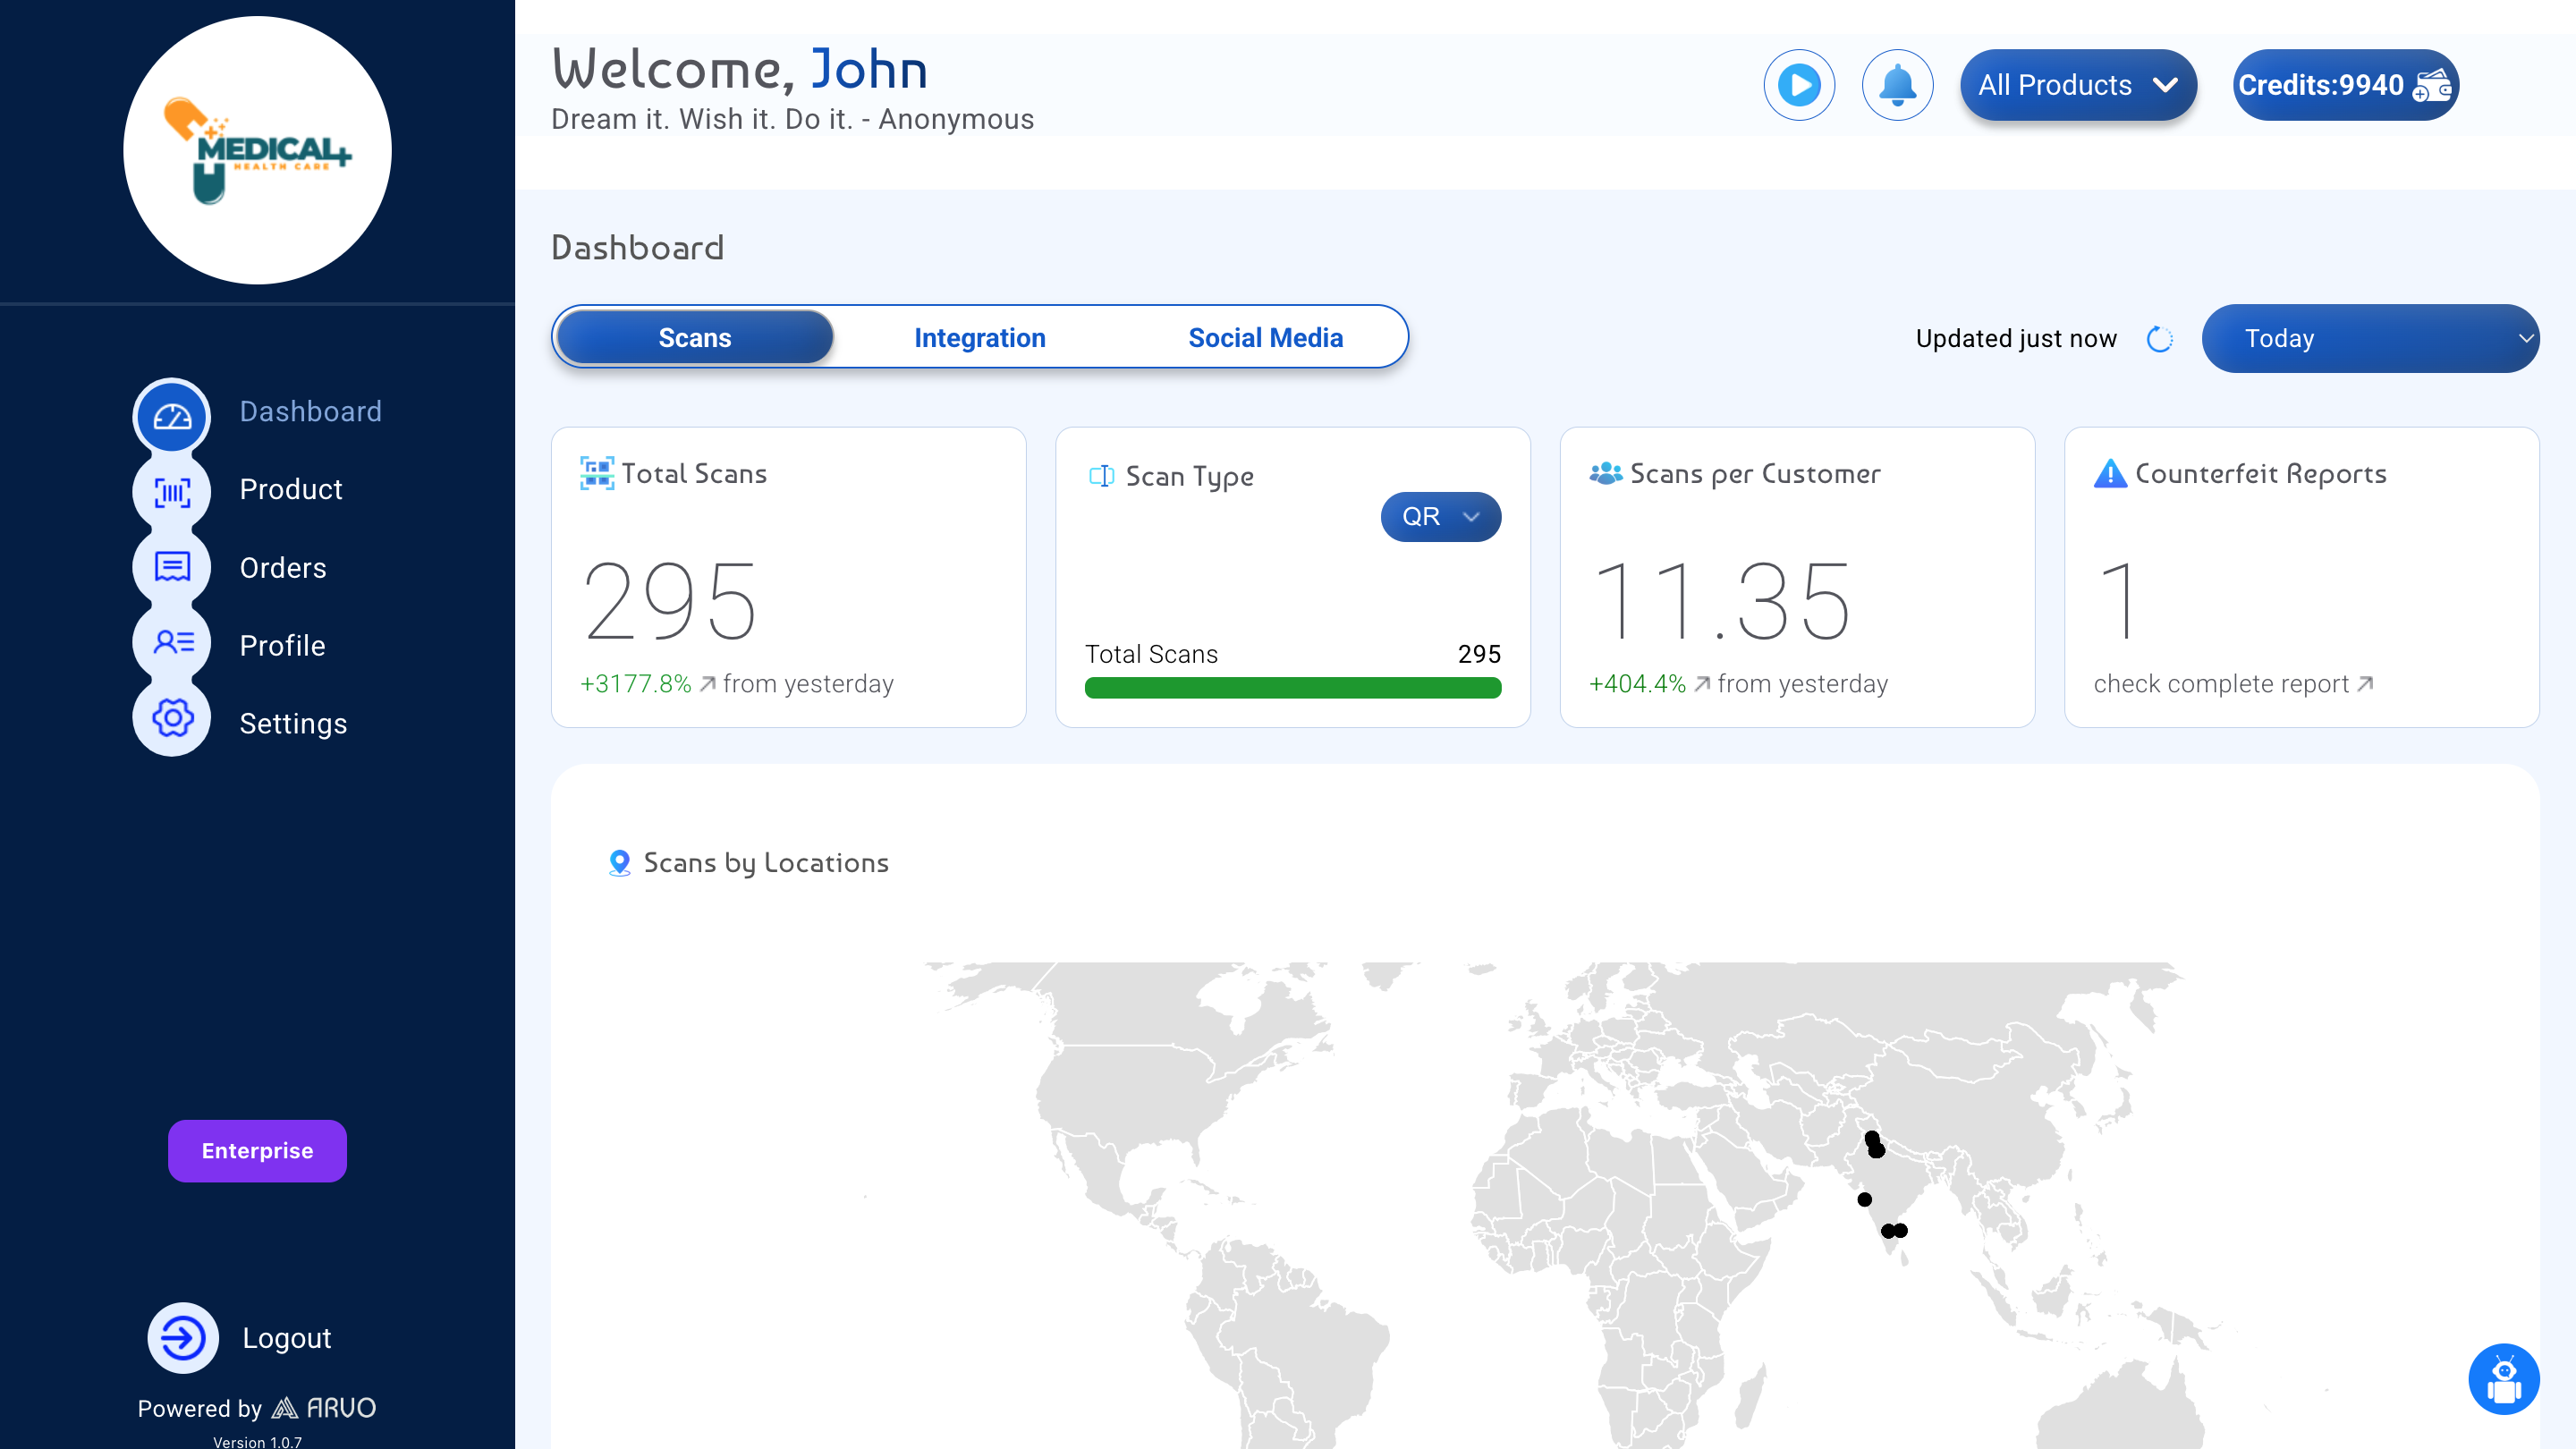 MEDICAL+
HEALTH CARE
Dashboard
Product
Orders
Profile
Settings
Enterprise
Logout
Powered by ARVO
Version 1.0.7
Welcome, John
Dream it. Wish it. Do it. - Anonymous
All Products
Credits:9940
Dashboard
Scans
Integration
Social Media
Updated just now
Today
Total Scans
295
+3177.8% from yesterday
Scan Type
QR
Total Scans 295
Scans per Customer
11.35
+404.4% from yesterday
Counterfeit Reports
1
check complete report
Scans by Locations